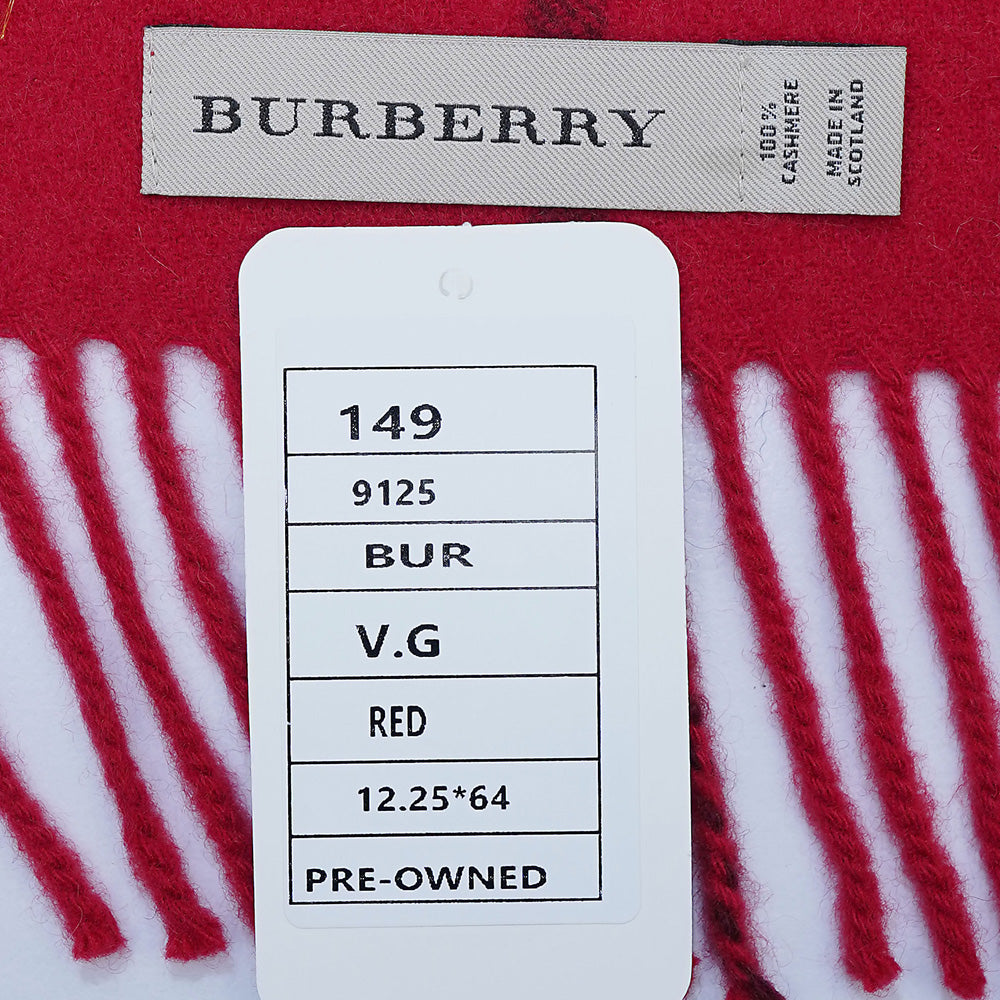 BURBERRY
100%
CASHMERE
MADE IN
SCOTLAND
149
9125
BUR
V.G
RED
12.25*64
PRE-OWNED